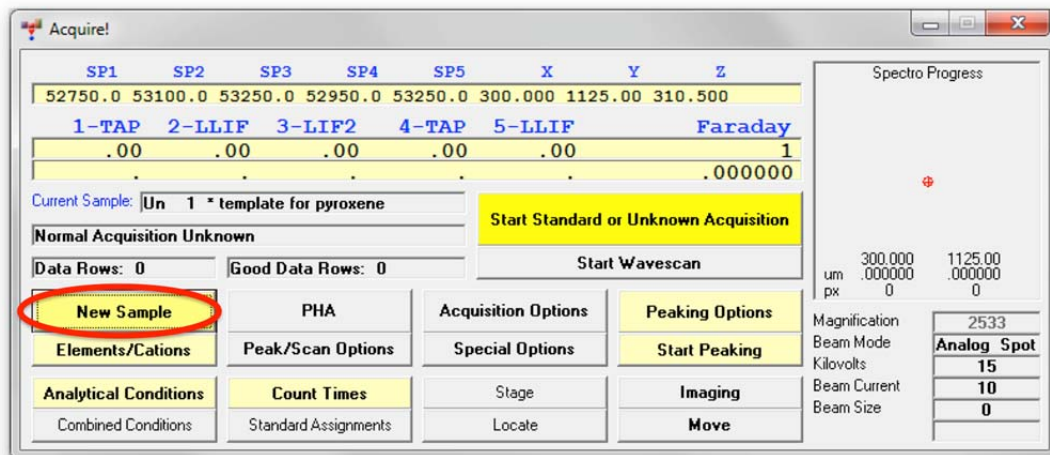 Acquire!
SP1 SP2 SP3 SP4 SP5 X Y Z
52750.0 53100.0 53250.0 52950.0 53250.0 300.000 1125.00 310.500
1-TAP 2-LLIF 3-LIF2 4-TAP 5-LLIF Faraday
.00 .00 .00 .00 .00 1
. . . . . .000000
Current Sample: Un 1 * template for pyroxene
Normal Acquisition Unknown
Data Rows: 0 Good Data Rows: 0
Start Standard or Unknown Acquisition
Start Wavescan
New Sample PHA Acquisition Options Peaking Options
Elements/Cations Peak/Scan Options Special Options Start Peaking
Analytical Conditions Count Times Stage Imaging
Combined Conditions Standard Assignments Locate Move
Spectro Progress
300.000 1125.00
um .000000 .000000
px 0 0
Magnification 2533
Beam Mode Analog Spot
Kilovolts 15
Beam Current 10
Beam Size 0